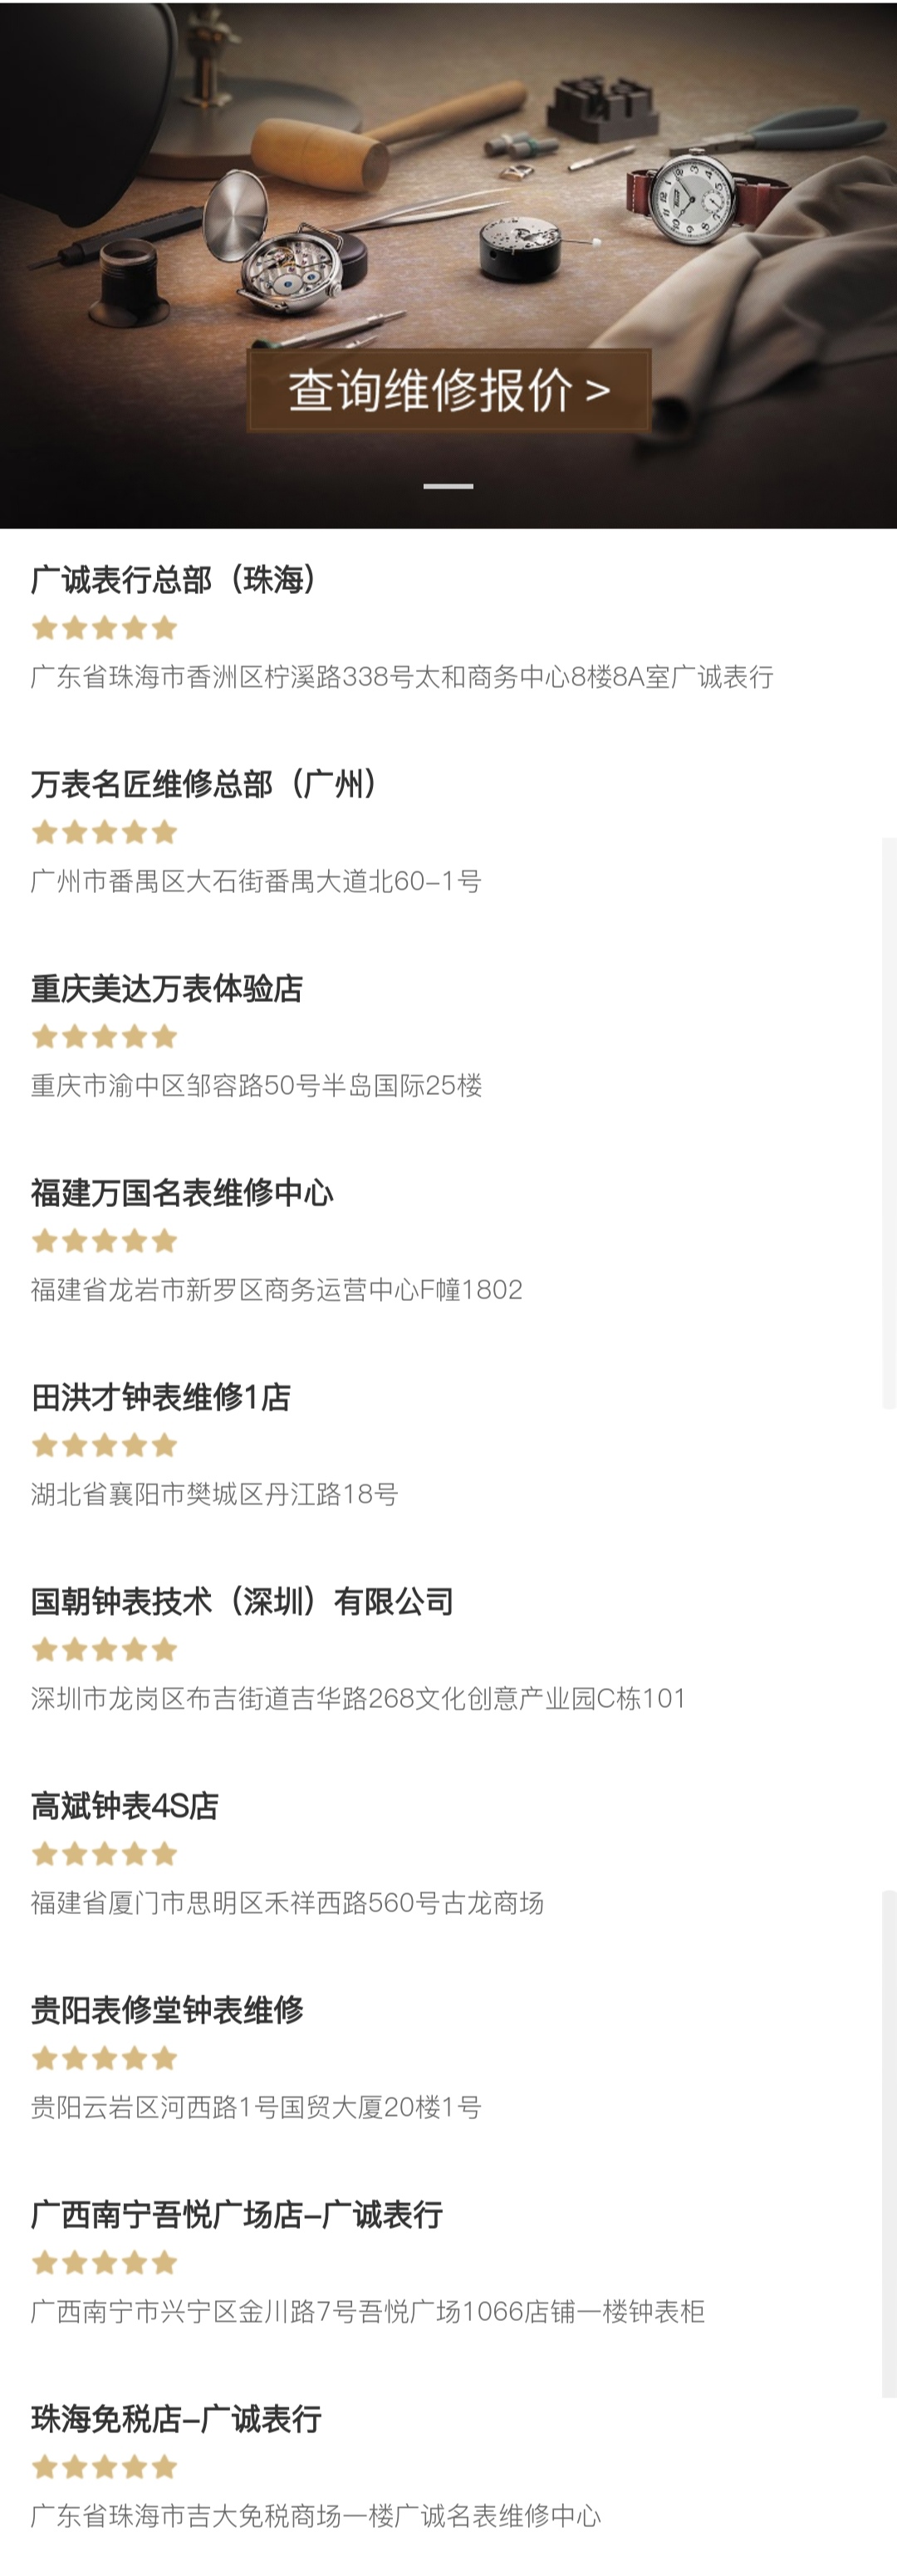 查询维修报价 >
广诚表行总部（珠海）
广东省珠海市香洲区柠溪路338号太和商务中心8楼8A室广诚表行
万表名匠维修总部（广州）
广州市番禺区大石街番禺大道北60-1号
重庆美达万表体验店
重庆市渝中区邹容路50号半岛国际25楼
福建万国名表维修中心
福建省龙岩市新罗区商务运营中心F幢1802
田洪才钟表维修1店
湖北省襄阳市樊城区丹江路18号
国朝钟表技术（深圳）有限公司
深圳市龙岗区布吉街道吉华路268文化创意产业园C栋101
高斌钟表4S店
福建省厦门市思明区禾祥西路560号古龙商场
贵阳表修堂钟表维修
贵阳云岩区河西路1号国贸大厦20楼1号
广西南宁吾悦广场店-广诚表行
广西南宁市兴宁区金川路7号吾悦广场1066店铺一楼钟表柜
珠海免税店-广诚表行
广东省珠海市吉大免税商场一楼广诚名表维修中心